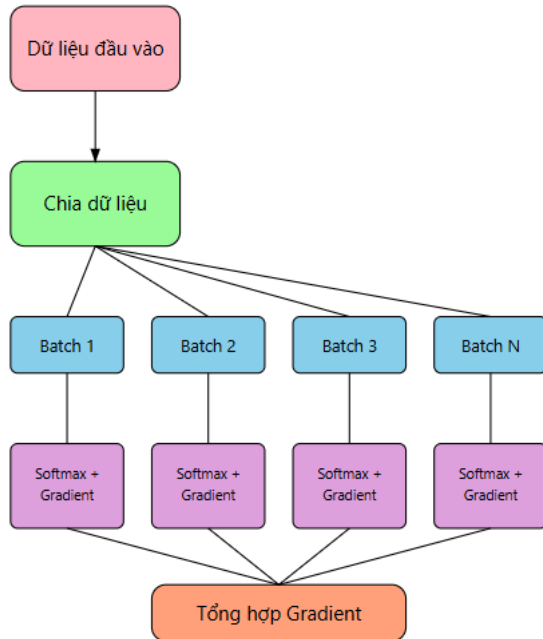 Dữ liệu đầu vào
Chia dữ liệu
Batch 1
Batch 2
Batch 3
Batch N
Softmax +
Gradient
Softmax +
Gradient
Softmax +
Gradient
Softmax +
Gradient
Tổng hợp Gradient